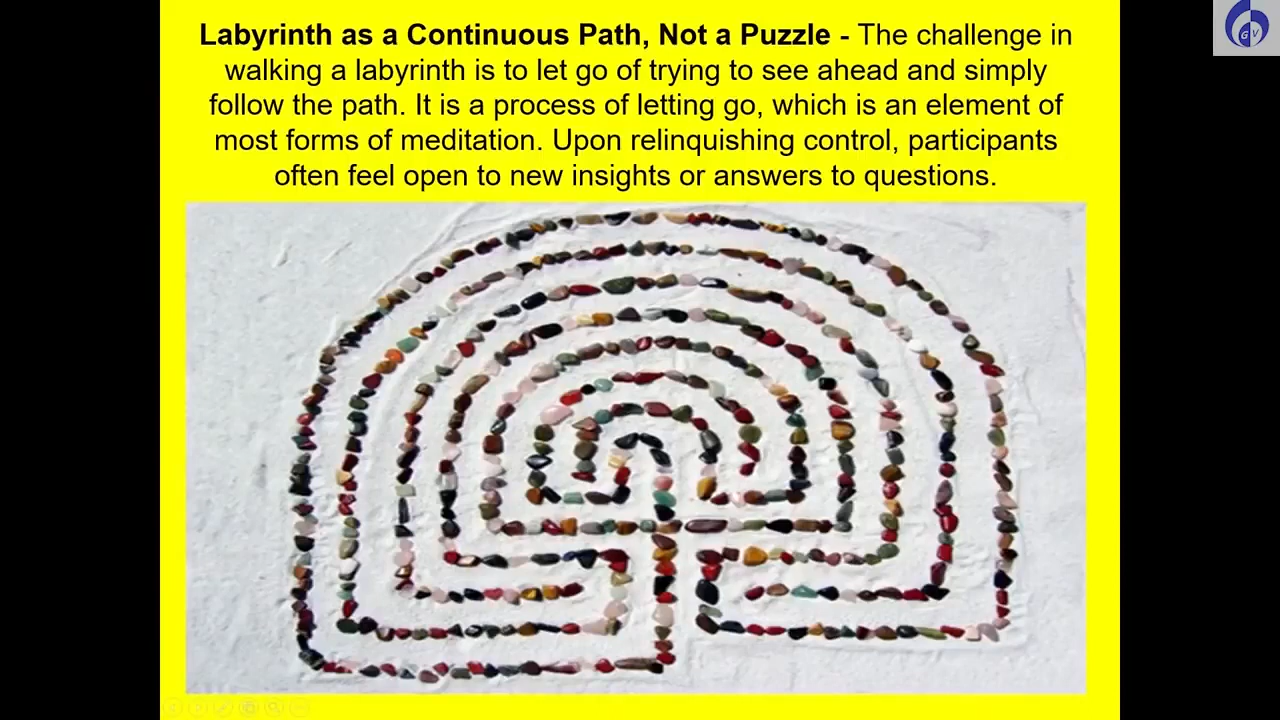 Labyrinth as a Continuous Path, Not a Puzzle - The challenge in
walking a labyrinth is to let go of trying to see ahead and simply
follow the path. It is a process of letting go, which is an element of
most forms of meditation. Upon relinquishing control, participants
often feel open to new insights or answers to questions.
G V